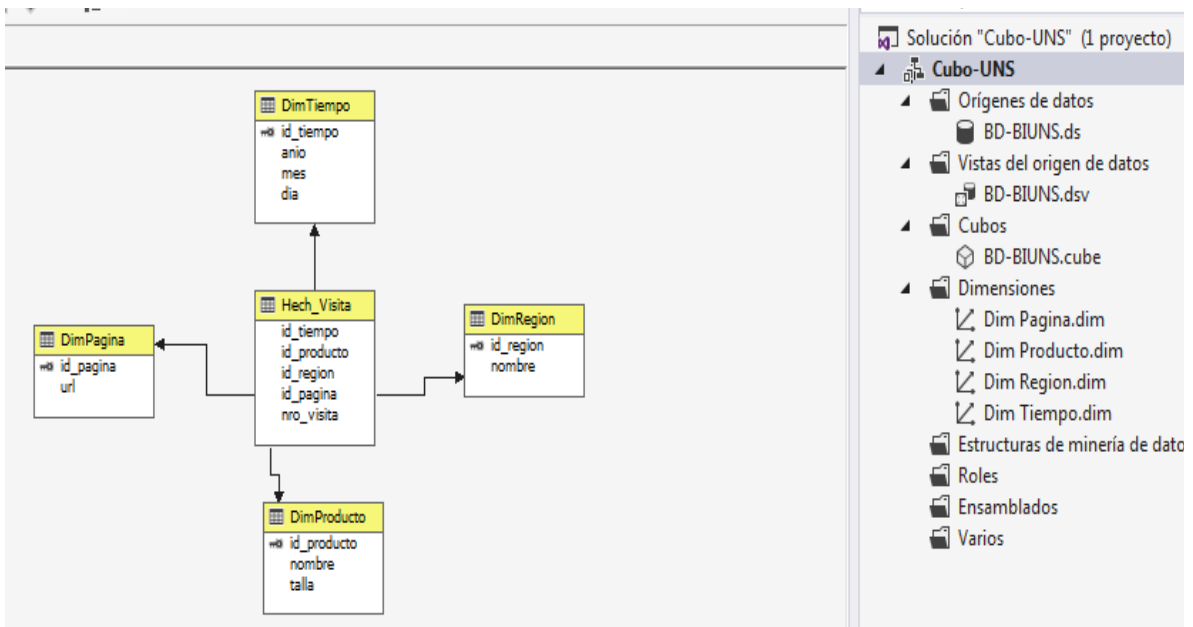 DimTiempo
id_tiempo
anio
mes
dia
Hech_Visita
id_tiempo
id_producto
id_region
id_pagina
nro_visita
DimPagina
id_pagina
url
DimRegion
id_region
nombre
DimProducto
id_producto
nombre
talla
Solución "Cubo-UNS" (1 proyecto)
Cubo-UNS
Orígenes de datos
BD-BIUNS.ds
Vistas del origen de datos
BD-BIUNS.dsv
Cubos
BD-BIUNS.cube
Dimensiones
Dim Pagina.dim
Dim Producto.dim
Dim Region.dim
Dim Tiempo.dim
Estructuras de minería de dato
Roles
Ensamblados
Varios